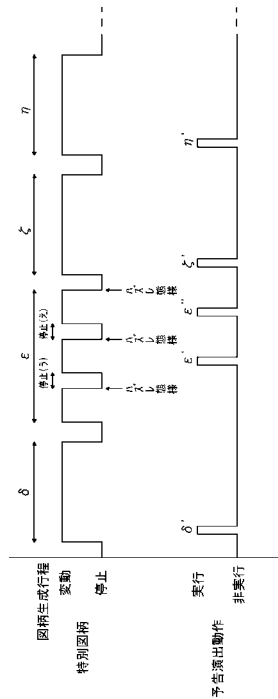 図柄生成行程
δ
ε
ζ
η
変動
特別図柄
停止
停止(う)
停止(え)
ハズレ態様
ハズレ態様
ハズレ態様
実行
予告演出動作
非実行
δ'
ε'
ε''
ζ'
η'